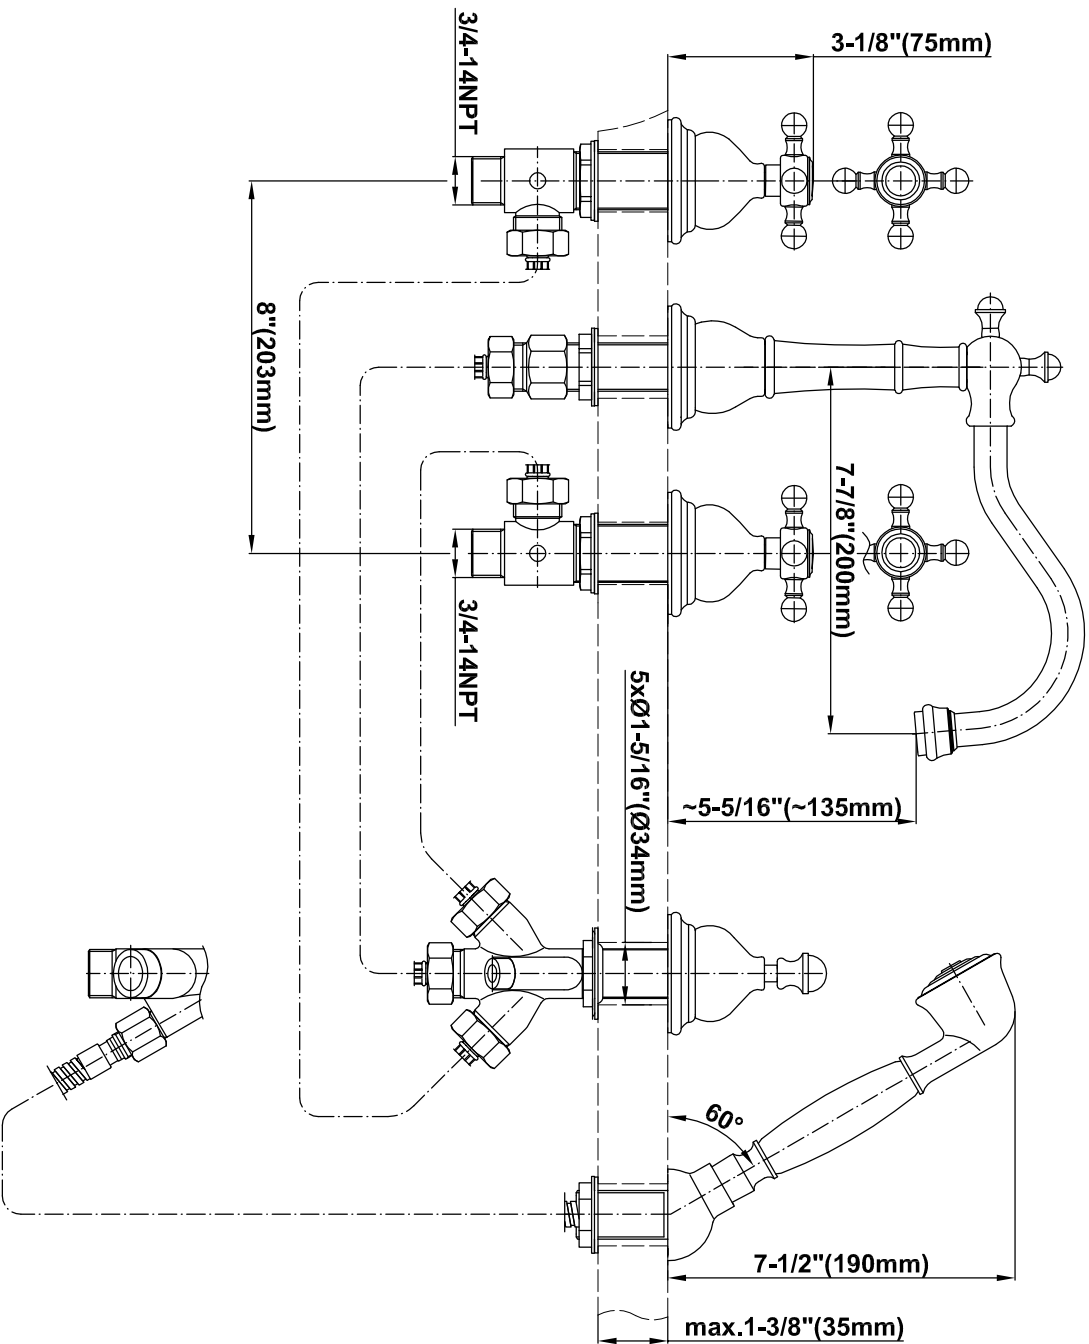 3/4-14NPT
3-1/8"(75mm)
8"(203mm)
7-7/8"(200mm)
3/4-14NPT
5xØ1-5/16"(Ø34mm)
~5-5/16"(~135mm)
60°
7-1/2"(190mm)
max.1-3/8"(35mm)